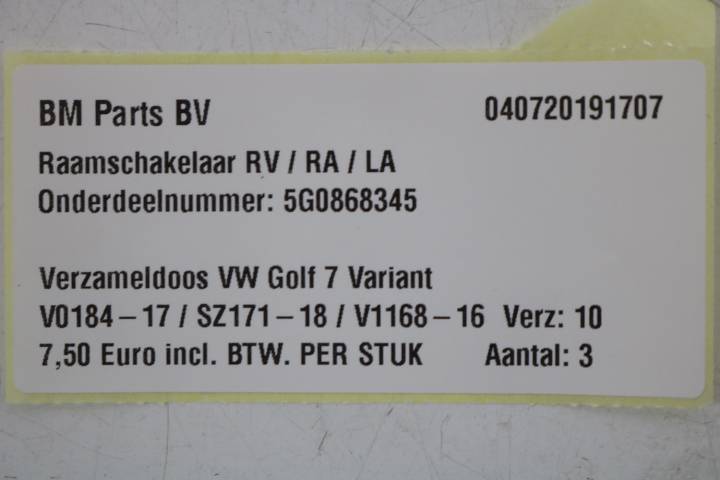 BM Parts BV 040720191707
Raamschakelaar RV / RA / LA
Onderdeelnummer: 5G0868345
Verzameldoos VW Golf 7 Variant
V0184 – 17 / SZ171 – 18 / V1168 – 16 Verz: 10
7,50 Euro incl. BTW. PER STUK Aantal: 3